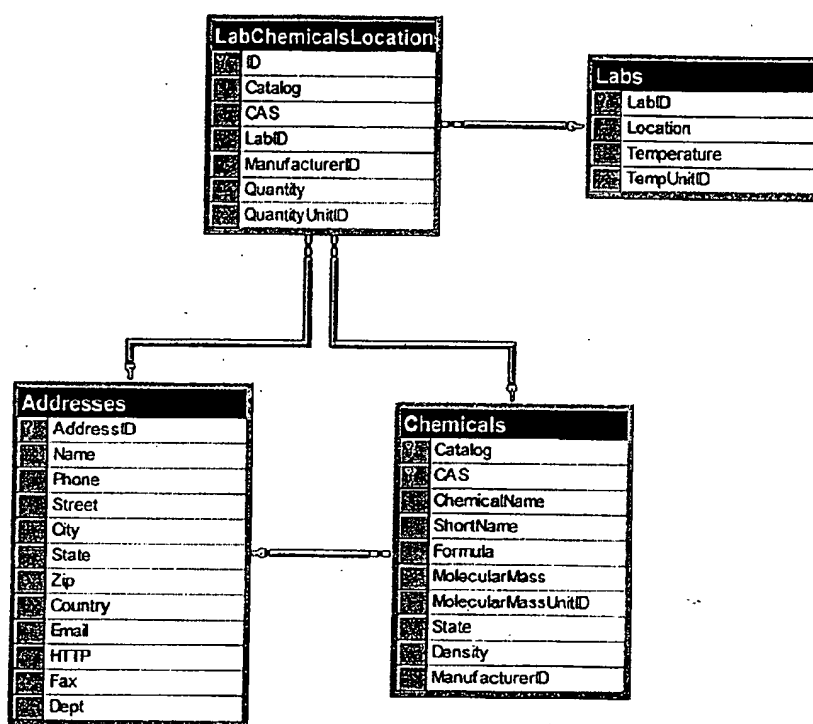 LabChemicalsLocation
ID
Catalog
CAS
LabID
ManufacturerID
Quantity
QuantityUnitID
Labs
LabID
Location
Temperature
TempUnitID
Addresses
AddressID
Name
Phone
Street
City
State
Zip
Country
Email
HTTP
Fax
Dept
Chemicals
Catalog
CAS
ChemicalName
ShortName
Formula
MolecularMass
MolecularMassUnitID
State
Density
ManufacturerID